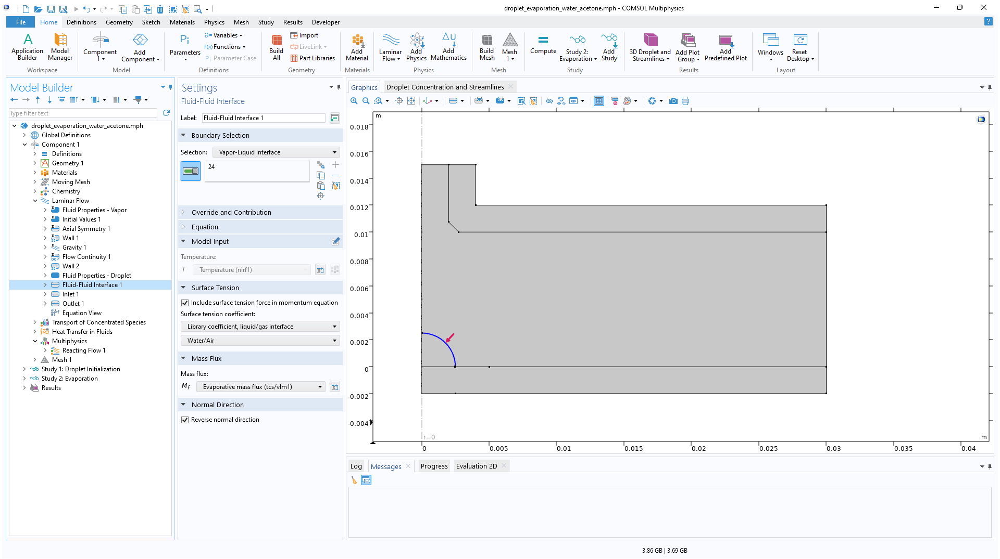 droplet_evaporation_water_acetone.mph - COMSOL Multiphysics
File Home Definitions Geometry Sketch Materials Physics Mesh Study Results Developer
Application Builder
Model Manager
Workspace
Component 1
Add Component
Model
Pi
Parameters
a= Variables
f(x) Functions
Pi Parameter Case
Definitions
Build All
Import
LiveLink
Part Libraries
Geometry
Add Material
Materials
Laminar Flow
Add Physics
ΔU
Add Mathematics
Physics
Build Mesh
Mesh 1
Mesh
Compute
Study 2: Evaporation
Add Study
Study
3D Droplet and Streamlines
Add Plot Group
Add Predefined Plot
Results
Windows
Reset Desktop
Layout
Model Builder
Type filter text
droplet_evaporation_water_acetone.mph
Global Definitions
Component 1
Definitions
Geometry 1
Materials
Moving Mesh
Chemistry
Laminar Flow
Fluid Properties - Vapor
Initial Values 1
Axial Symmetry 1
Wall 1
Gravity 1
Flow Continuity 1
Wall 2
Fluid Properties - Droplet
Fluid-Fluid Interface 1
Inlet 1
Outlet 1
Equation View
Transport of Concentrated Species
Heat Transfer in Fluids
Multiphysics
Reacting Flow 1
Mesh 1
Study 1: Droplet Initialization
Study 2: Evaporation
Results
Settings
Fluid-Fluid Interface
Label: Fluid-Fluid Interface 1
Boundary Selection
Selection: Vapor-Liquid Interface
24
Override and Contribution
Equation
Model Input
Temperature:
T Temperature (nirf1)
Surface Tension
Include surface tension force in momentum equation
Surface tension coefficient:
Library coefficient, liquid/gas interface
Water/Air
Mass Flux
Mass flux:
Mf Evaporative mass flux (tcs/vlm1)
Normal Direction
Reverse normal direction
Graphics Droplet Concentration and Streamlines
m
0.018
0.016
0.014
0.012
0.01
0.008
0.006
0.004
0.002
0
-0.002
-0.004
r=0
m
0 0.005 0.01 0.015 0.02 0.025 0.03 0.035 0.04
Log Messages Progress Evaluation 2D
3.86 GB | 3.69 GB